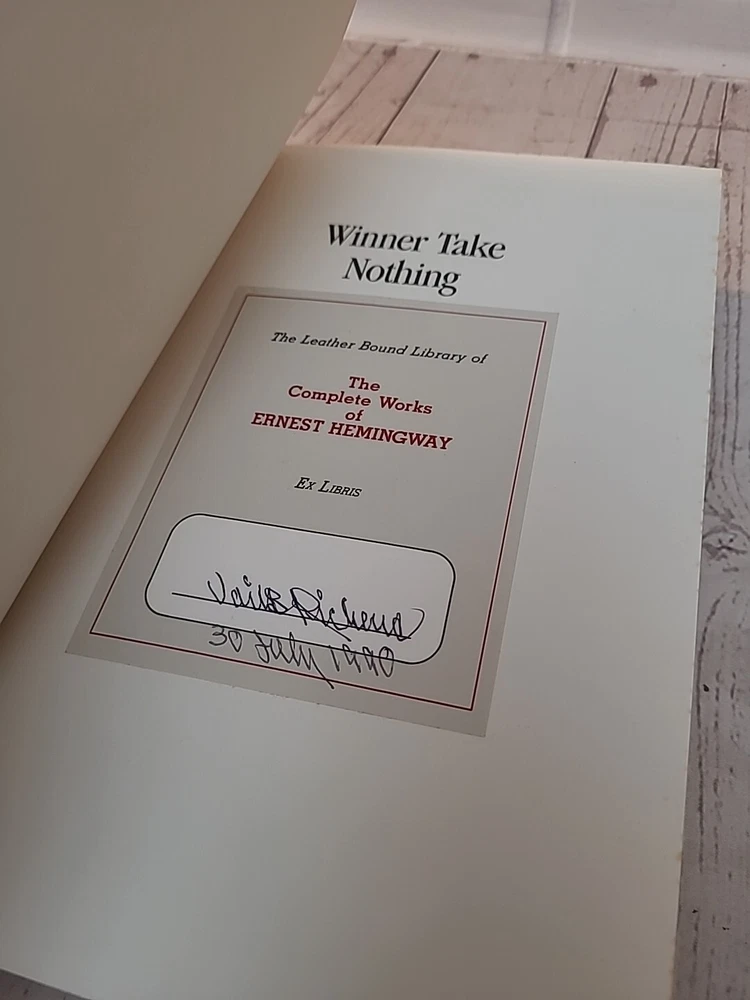 Winner Take
Nothing
The Leather Bound Library of
The
Complete Works
of
ERNEST HEMINGWAY
EX LIBRIS
30 July 1990